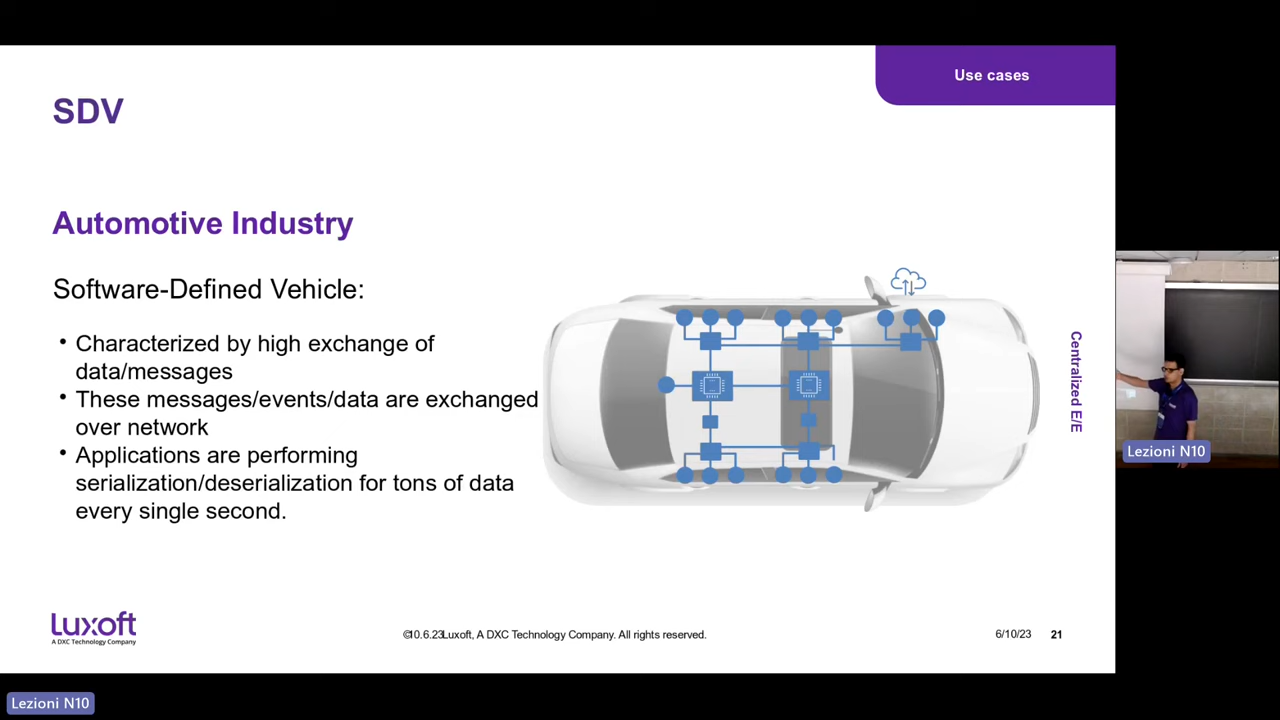 Use cases
SDV
Automotive Industry
Software-Defined Vehicle:
• Characterized by high exchange of
data/messages
• These messages/events/data are exchanged
over network
• Applications are performing
serialization/deserialization for tons of data
every single second.
Centralized E/E
Lezioni N10
Luxoft
A DXC Technology Company
©10.6.23Luxoft, A DXC Technology Company. All rights reserved.
6/10/23 21
Lezioni N10